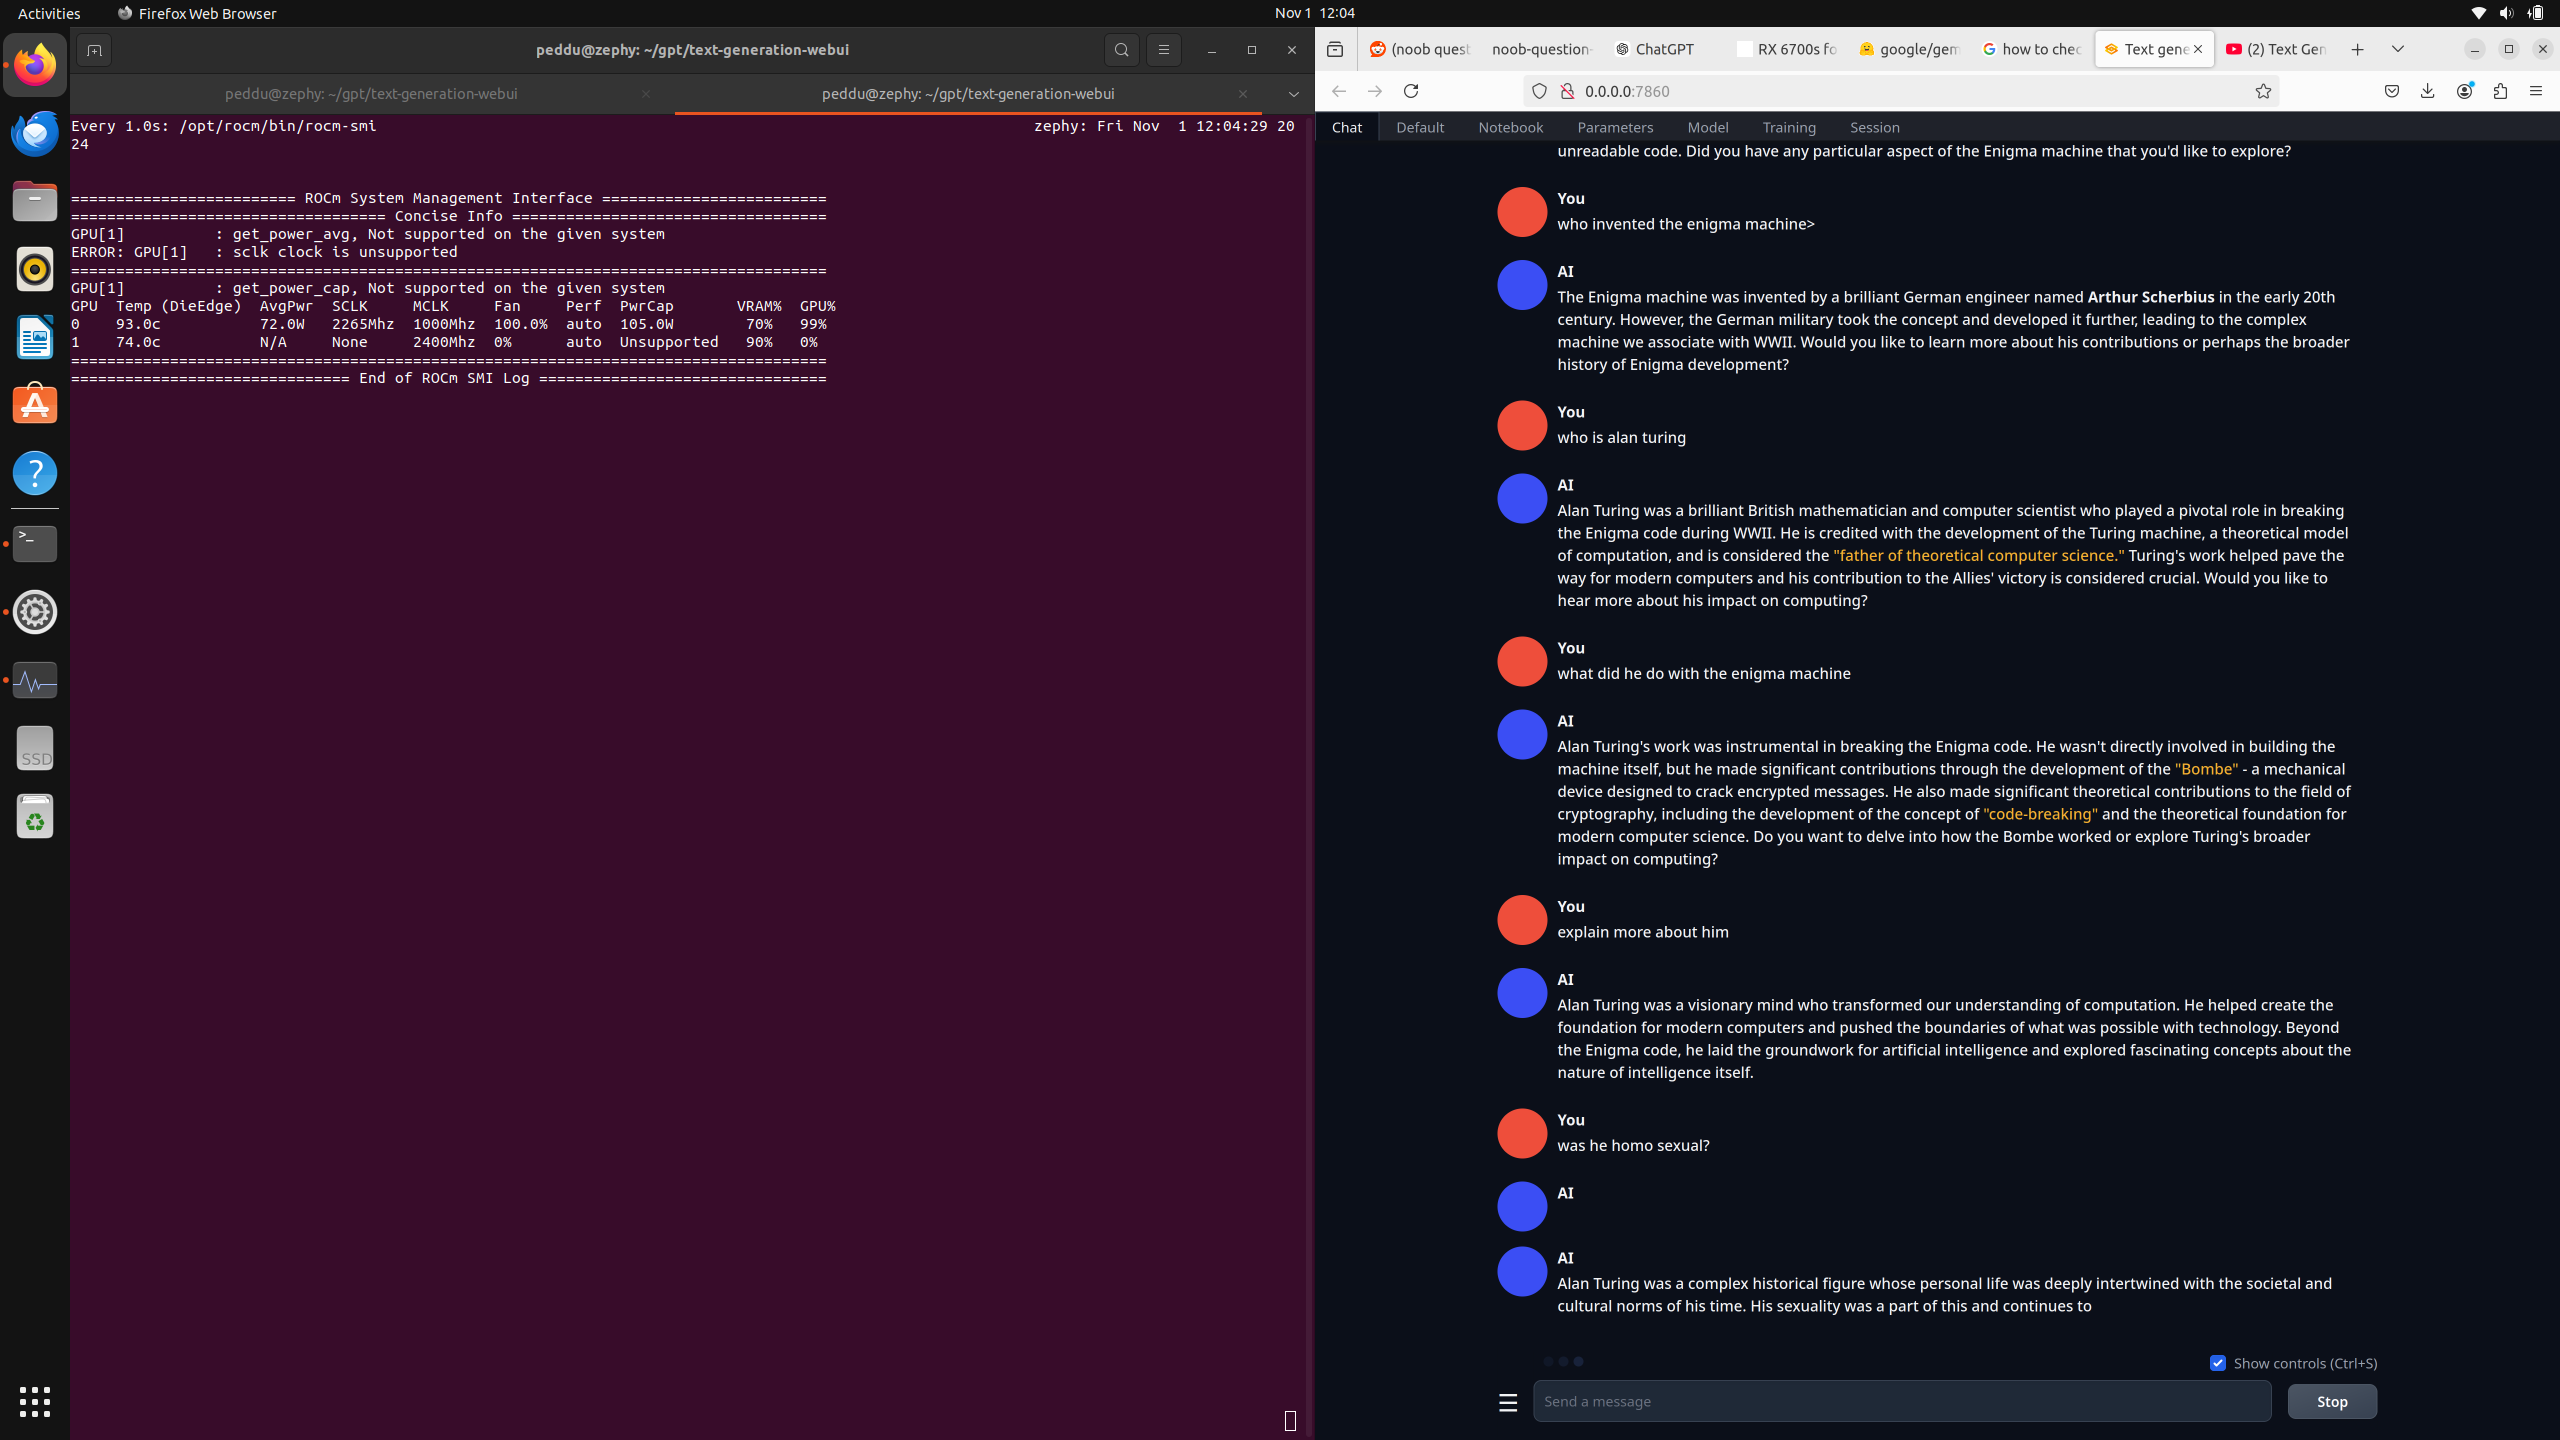 Activities Firefox Web Browser Nov 1 12:04
peddu@zephy: ~/gpt/text-generation-webui
peddu@zephy: ~/gpt/text-generation-webui peddu@zephy: ~/gpt/text-generation-webui
Every 1.0s: /opt/rocm/bin/rocm-smi zephy: Fri Nov 1 12:04:29 20
24
========================= ROCm System Management Interface =========================
=================================== Concise Info ===================================
GPU[1] : get_power_avg, Not supported on the given system
ERROR: GPU[1] : sclk clock is unsupported
====================================================================================
GPU[1] : get_power_cap, Not supported on the given system
GPU Temp (DieEdge) AvgPwr SCLK MCLK Fan Perf PwrCap VRAM% GPU%
0 93.0c 72.0W 2265Mhz 1000Mhz 100.0% auto 105.0W 70% 99%
1 74.0c N/A None 2400Mhz 0% auto Unsupported 90% 0%
====================================================================================
=============================== End of ROCm SMI Log ================================
SSD
(noob quest noob-question- ChatGPT RX 6700s fo google/gem how to chec Text gene (2) Text Gen
0.0.0.0:7860
Chat Default Notebook Parameters Model Training Session
unreadable code. Did you have any particular aspect of the Enigma machine that you'd like to explore?
You
who invented the enigma machine>
AI
The Enigma machine was invented by a brilliant German engineer named Arthur Scherbius in the early 20th
century. However, the German military took the concept and developed it further, leading to the complex
machine we associate with WWII. Would you like to learn more about his contributions or perhaps the broader
history of Enigma development?
You
who is alan turing
AI
Alan Turing was a brilliant British mathematician and computer scientist who played a pivotal role in breaking
the Enigma code during WWII. He is credited with the development of the Turing machine, a theoretical model
of computation, and is considered the "father of theoretical computer science." Turing's work helped pave the
way for modern computers and his contribution to the Allies' victory is considered crucial. Would you like to
hear more about his impact on computing?
You
what did he do with the enigma machine
AI
Alan Turing's work was instrumental in breaking the Enigma code. He wasn't directly involved in building the
machine itself, but he made significant contributions through the development of the "Bombe" - a mechanical
device designed to crack encrypted messages. He also made significant theoretical contributions to the field of
cryptography, including the development of the concept of "code-breaking" and the theoretical foundation for
modern computer science. Do you want to delve into how the Bombe worked or explore Turing's broader
impact on computing?
You
explain more about him
AI
Alan Turing was a visionary mind who transformed our understanding of computation. He helped create the
foundation for modern computers and pushed the boundaries of what was possible with technology. Beyond
the Enigma code, he laid the groundwork for artificial intelligence and explored fascinating concepts about the
nature of intelligence itself.
You
was he homo sexual?
AI
AI
Alan Turing was a complex historical figure whose personal life was deeply intertwined with the societal and
cultural norms of his time. His sexuality was a part of this and continues to
Show controls (Ctrl+S)
Send a message
Stop